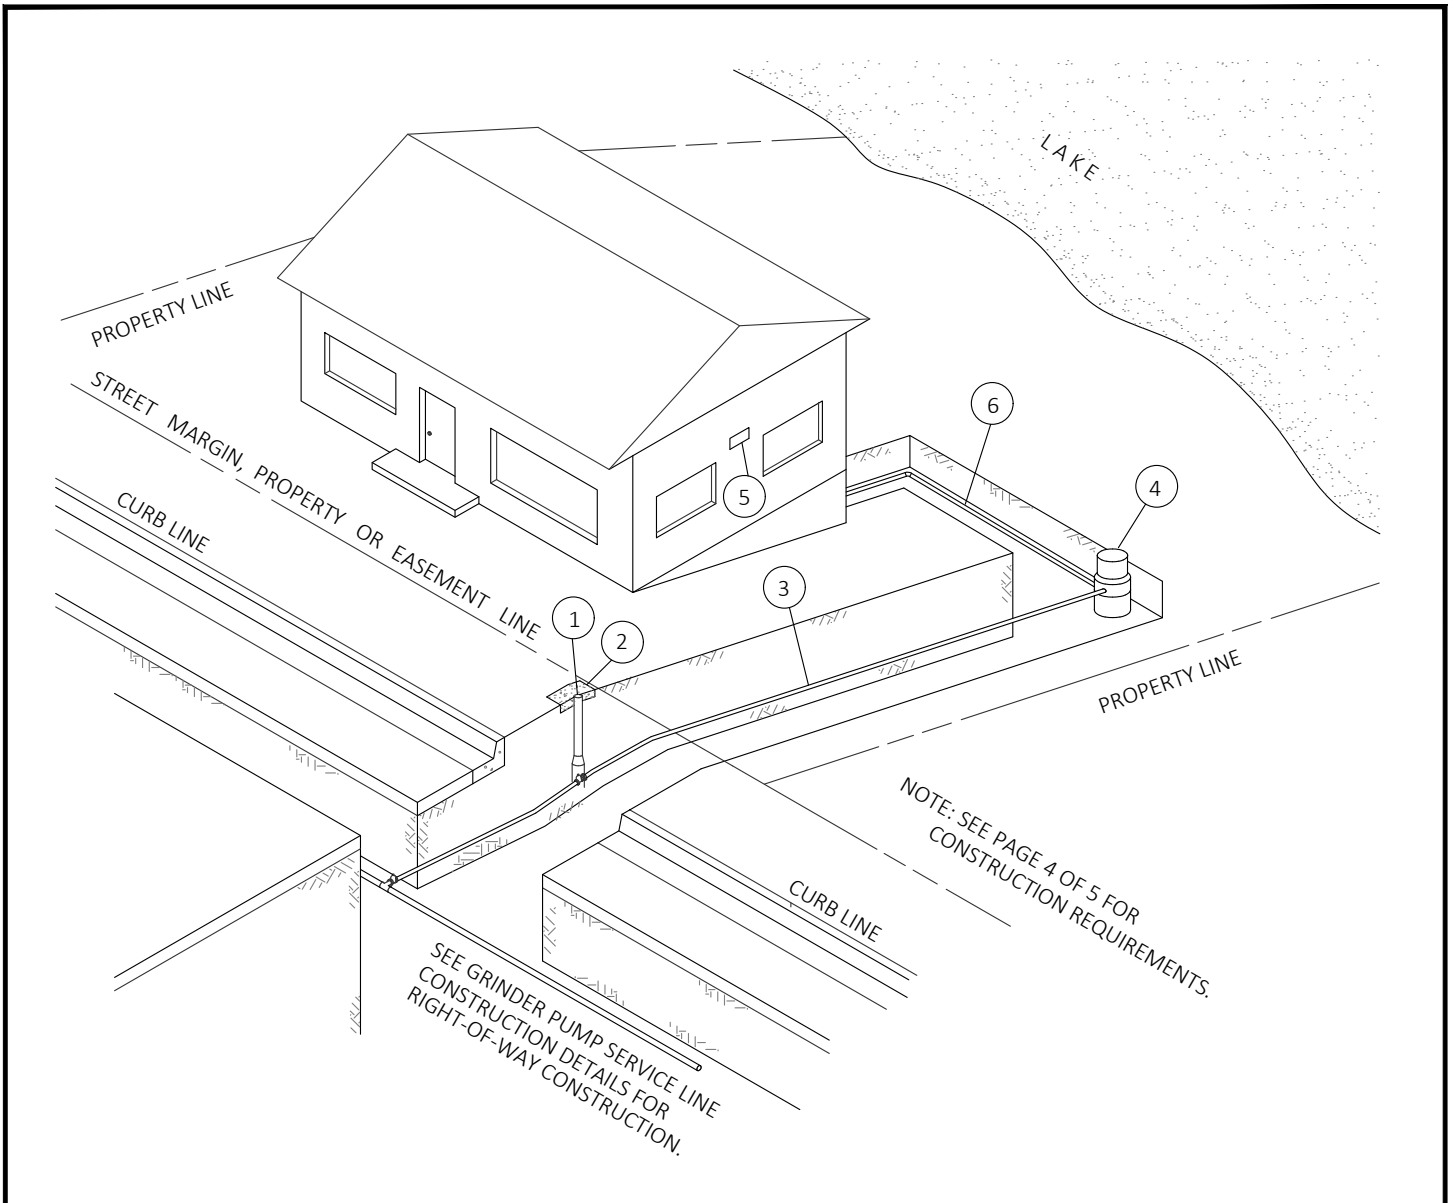 LAKE
PROPERTY LINE
STREET MARGIN, PROPERTY OR EASEMENT LINE
CURB LINE
6
5
4
3
1
2
PROPERTY LINE
NOTE: SEE PAGE 4 OF 5 FOR
CONSTRUCTION REQUIREMENTS.
CURB LINE
SEE GRINDER PUMP SERVICE LINE
CONSTRUCTION DETAILS FOR
RIGHT-OF-WAY CONSTRUCTION.